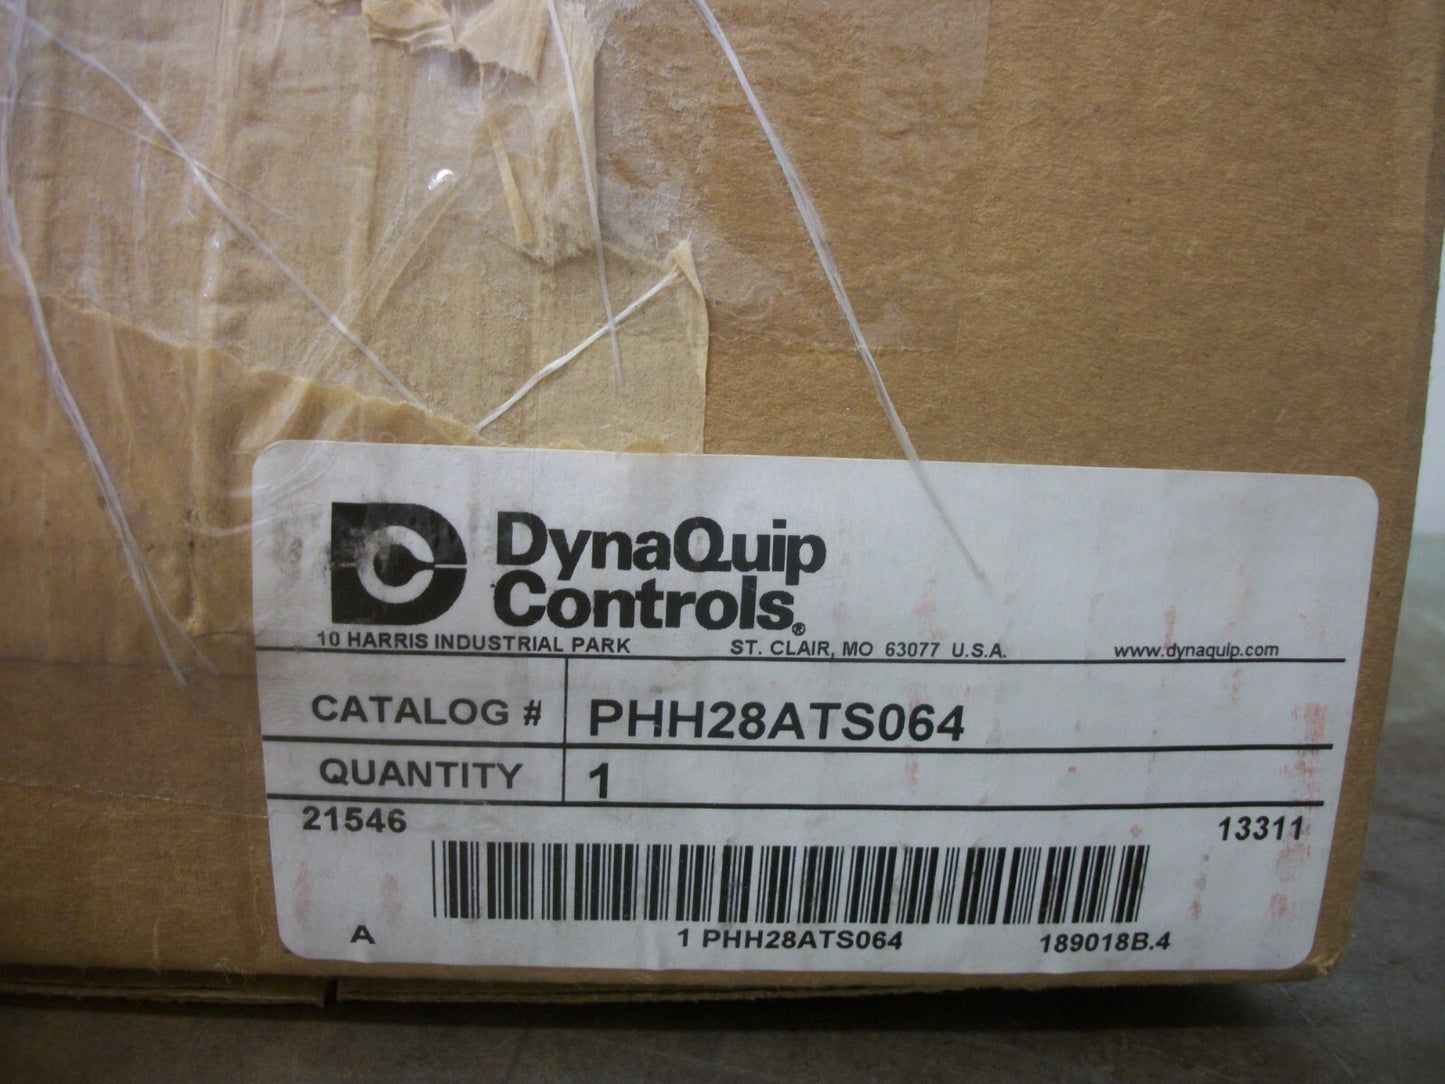 DynaQuip
Controls®
10 HARRIS INDUSTRIAL PARK ST. CLAIR, MO 63077 U.S.A. www.dynaquip.com
CATALOG # PHH28ATS064
QUANTITY 1
21546 13311
A 1 PHH28ATS064 189018B.4